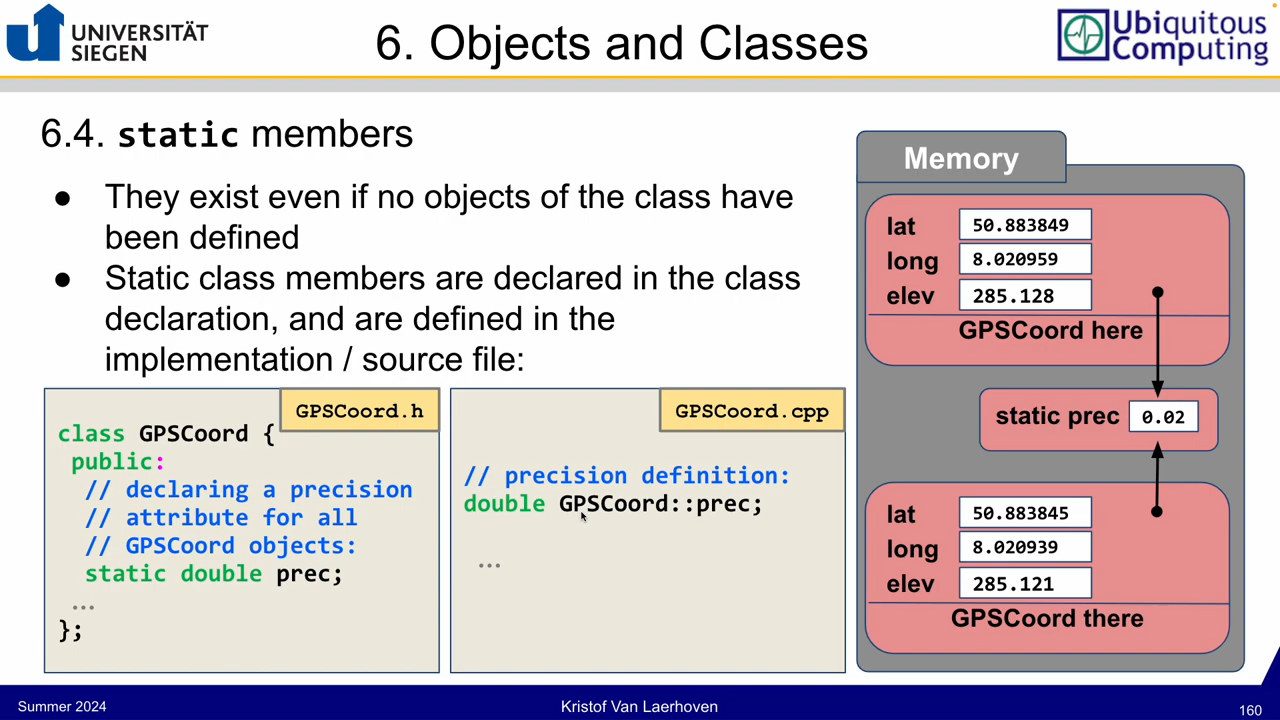 UNIVERSITÄT
SIEGEN
6. Objects and Classes
Ubiquitous
Computing
6.4. static members
● They exist even if no objects of the class have
been defined
● Static class members are declared in the class
declaration, and are defined in the
implementation / source file:
GPSCoord.h
class GPSCoord {
public:
// declaring a precision
// attribute for all
// GPSCoord objects:
static double prec;
…
};
GPSCoord.cpp
// precision definition:
double GPSCoord::prec;
…
Memory
lat 50.883849
long 8.020959
elev 285.128
GPSCoord here
static prec 0.02
lat 50.883845
long 8.020939
elev 285.121
GPSCoord there
Summer 2024
Kristof Van Laerhoven
160